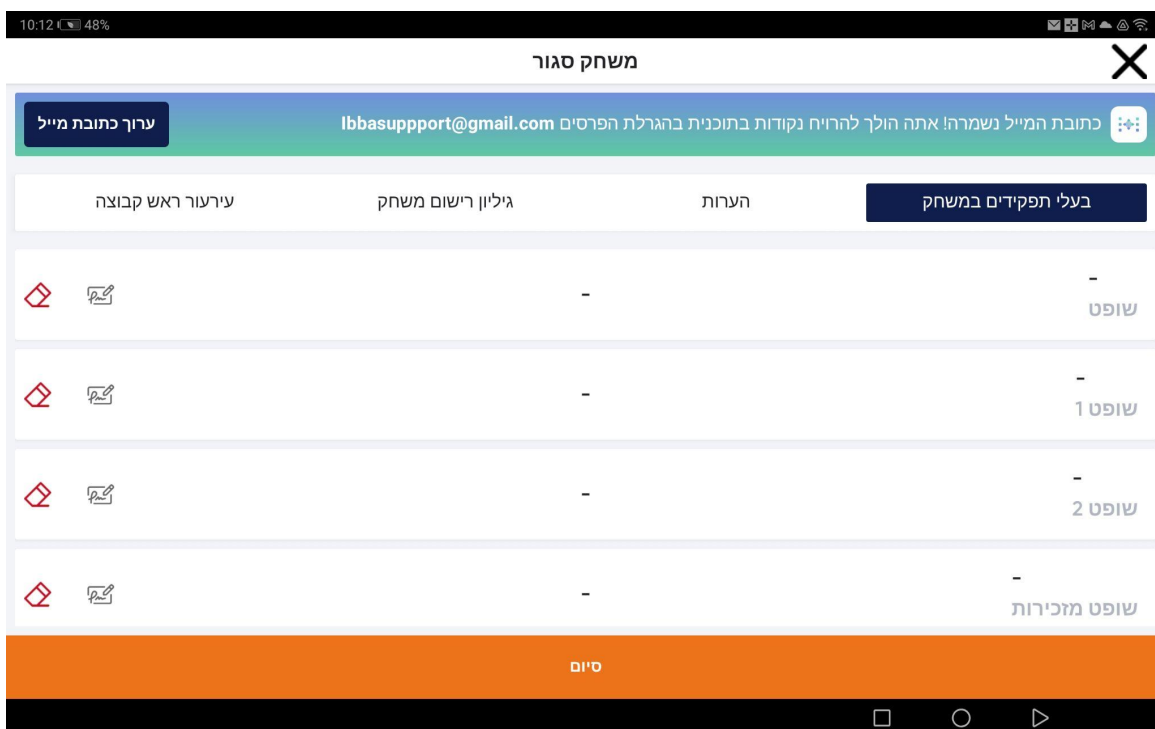 10:12 48%
משחק סגור
כתובת המייל נשמרה! אתה הולך להרויח נקודות בתוכנית בהגרלת הפרסים Ibbasuppport@gmail.com
ערוך כתובת מייל
בעלי תפקידים במשחק
הערות
גיליון רישום משחק
עירעור ראש קבוצה
- -
שופט
- -
שופט 1
- -
שופט 2
- -
שופט מזכירות
סיום